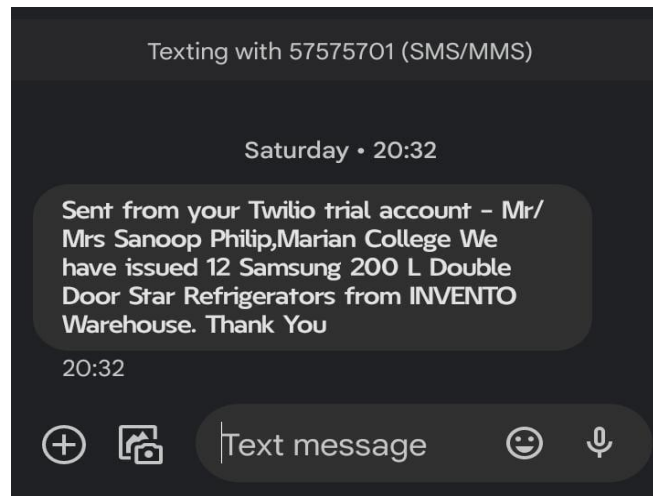 Texting with 57575701 (SMS/MMS)
Saturday • 20:32
Sent from your Twilio trial account - Mr/
Mrs Sanoop Philip,Marian College We
have issued 12 Samsung 200 L Double
Door Star Refrigerators from INVENTO
Warehouse. Thank You
20:32
Text message